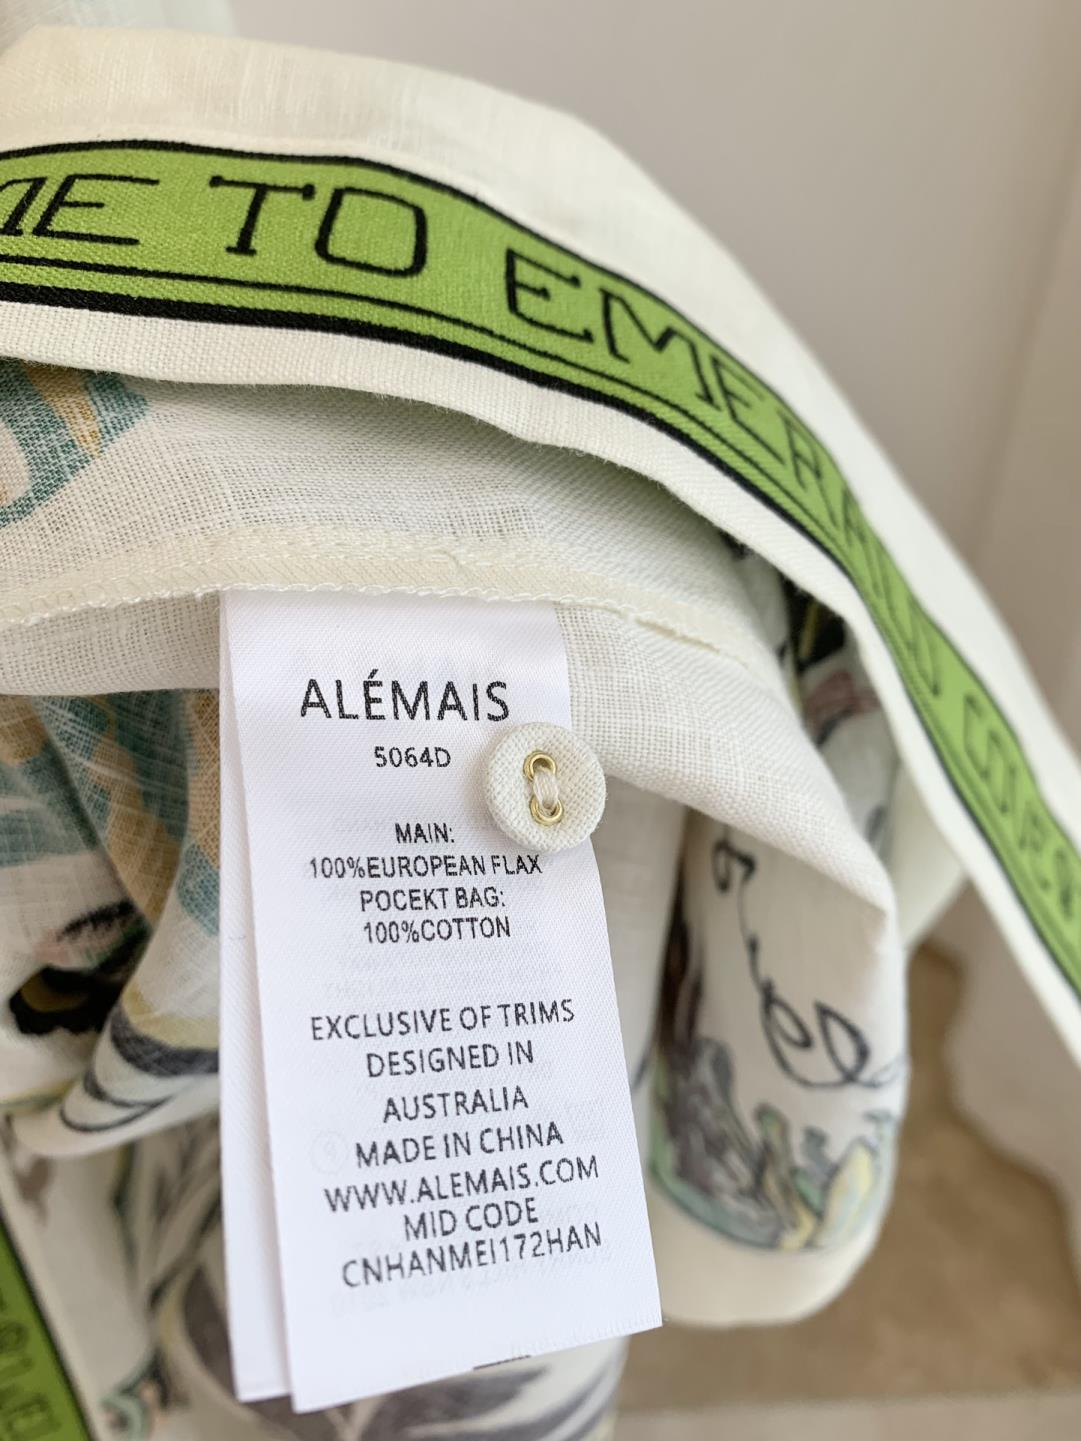 ME TO EMERALD COAST
ALÉMAIS
5064D
MAIN:
100%EUROPEAN FLAX
POCEKT BAG:
100%COTTON
EXCLUSIVE OF TRIMS
DESIGNED IN
AUSTRALIA
MADE IN CHINA
WWW.ALEMAIS.COM
MID CODE
CNHANMEI172HAN